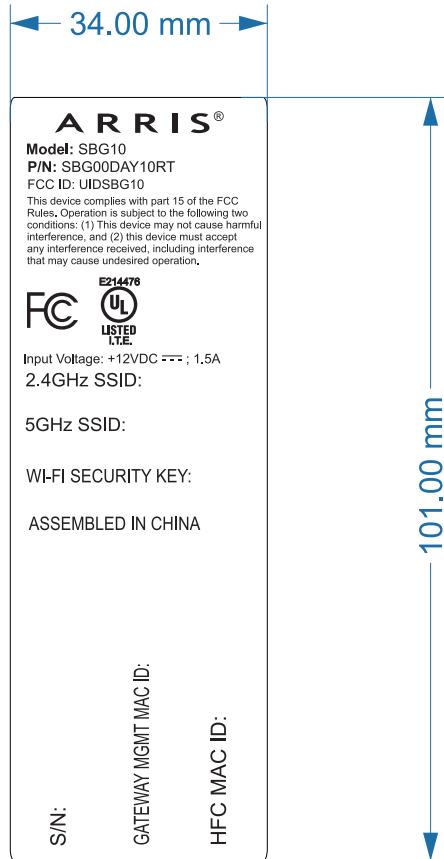 34.00 mm
ARRIS®
Model: SBG10
P/N: SBG00DAY10RT
FCC ID: UIDSBG10
This device complies with part 15 of the FCC
Rules. Operation is subject to the following two
conditions: (1) This device may not cause harmful
interference, and (2) this device must accept
any interference received, including interference
that may cause undesired operation.
E214476
FC
UL
LISTED
I.T.E.
Input Voltage: +12VDC ⎓ ; 1.5A
2.4GHz SSID:
5GHz SSID:
WI-FI SECURITY KEY:
ASSEMBLED IN CHINA
S/N:
GATEWAY MGMT MAC ID:
HFC MAC ID:
101.00 mm